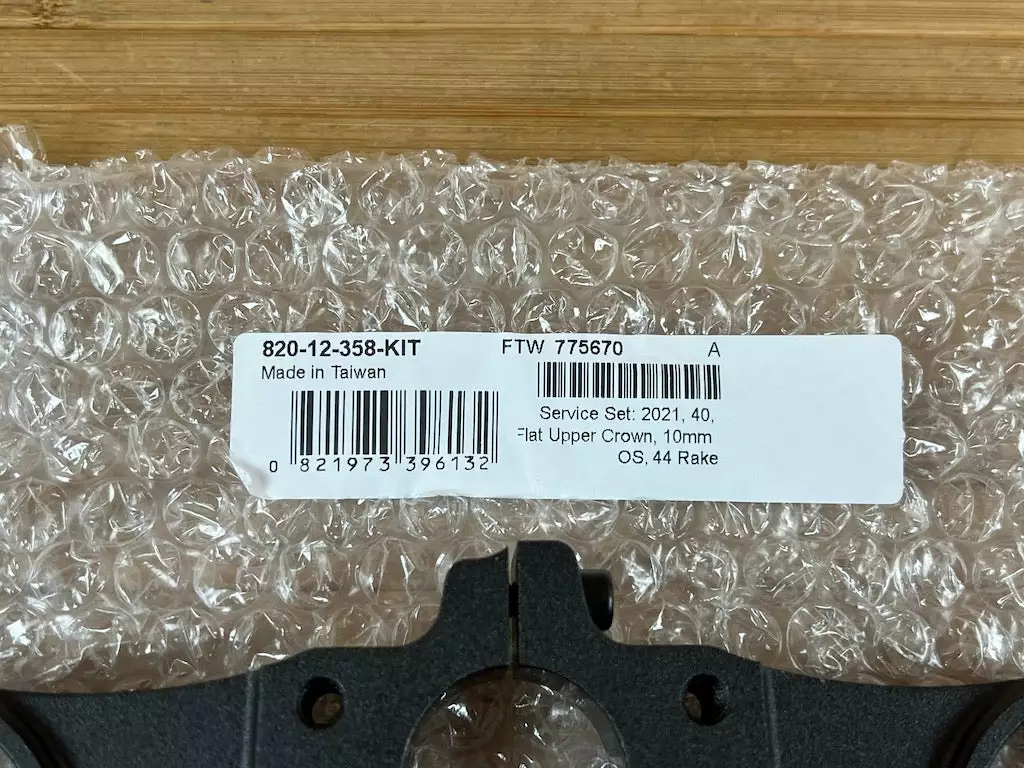 820-12-358-KIT
Made in Taiwan
0 821973 396132
FTW 775670 A
Service Set: 2021, 40,
Flat Upper Crown, 10mm
OS, 44 Rake